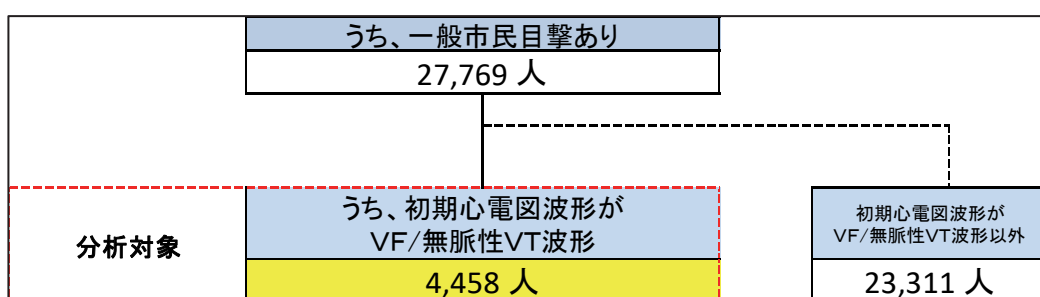 うち、一般市民目撃あり
27,769 人
分析対象
うち、初期心電図波形が
VF/無脈性VT波形
4,458 人
初期心電図波形が
VF/無脈性VT波形以外
23,311 人